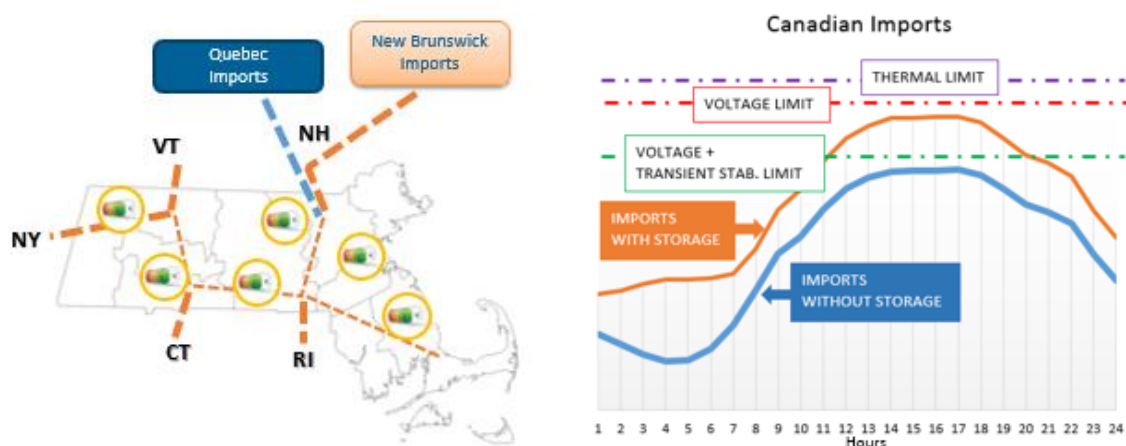 Quebec
Imports
New Brunswick
Imports
NH
VT
NY
CT
RI
Canadian Imports
THERMAL LIMIT
VOLTAGE LIMIT
VOLTAGE +
TRANSIENT STAB. LIMIT
IMPORTS
WITH STORAGE
IMPORTS
WITHOUT STORAGE
1 2 3 4 5 6 7 8 9 10 11 12 13 14 15 16 17 18 19 20 21 22 23 24
Hours